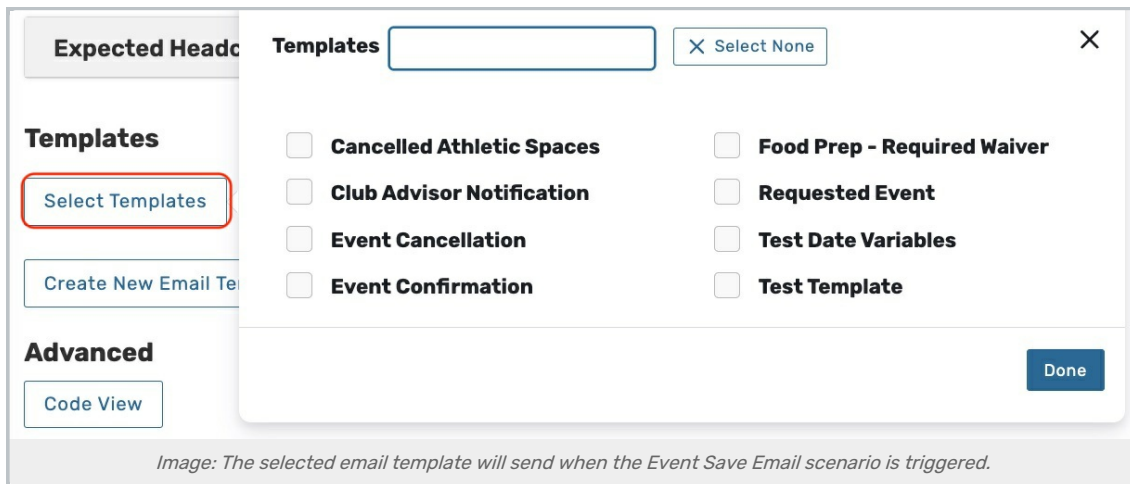 Expected Headc
Templates
Select Templates
Create New Email Te
Advanced
Code View
Templates
Select None
Cancelled Athletic Spaces
Club Advisor Notification
Event Cancellation
Event Confirmation
Food Prep - Required Waiver
Requested Event
Test Date Variables
Test Template
Done
Image: The selected email template will send when the Event Save Email scenario is triggered.